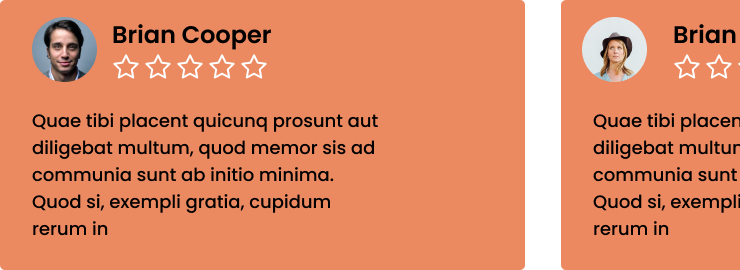 Brian Cooper
Quae tibi placent quicunq prosunt aut
diligebat multum, quod memor sis ad
communia sunt ab initio minima.
Quod si, exempli gratia, cupidum
rerum in
Brian
Quae tibi placen
diligebat multun
communia sunt
Quod si, exempli
rerum in